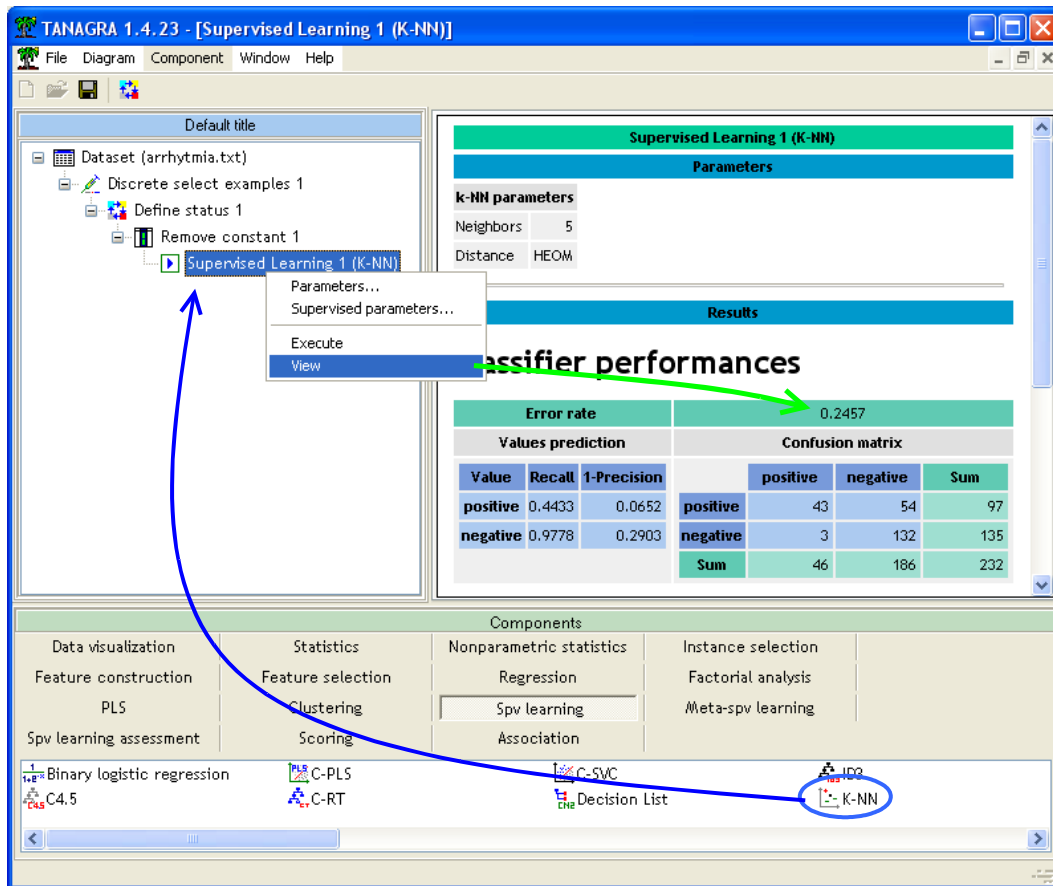 TANAGRA 1.4.23 - [Supervised Learning 1 (K-NN)]
File Diagram Component Window Help
Default title
Dataset (arrhytmia.txt)
Discrete select examples 1
Define status 1
Remove constant 1
Supervised Learning 1 (K-NN)
Parameters...
Supervised parameters...
Execute
View
Supervised Learning 1 (K-NN)
Parameters
k-NN parameters
Neighbors 5
Distance HEOM
Results
assifier performances
Error rate 0.2457
Values prediction Confusion matrix
Value Recall 1-Precision positive negative Sum
positive 0.4433 0.0652 positive 43 54 97
negative 0.9778 0.2903 negative 3 132 135
Sum 46 186 232
Components
Data visualization Statistics Nonparametric statistics Instance selection
Feature construction Feature selection Regression Factorial analysis
PLS Clustering Spv learning Meta-spv learning
Spv learning assessment Scoring Association
Binary logistic regression C-PLS C-SVC ID3
C4.5 C-RT Decision List K-NN